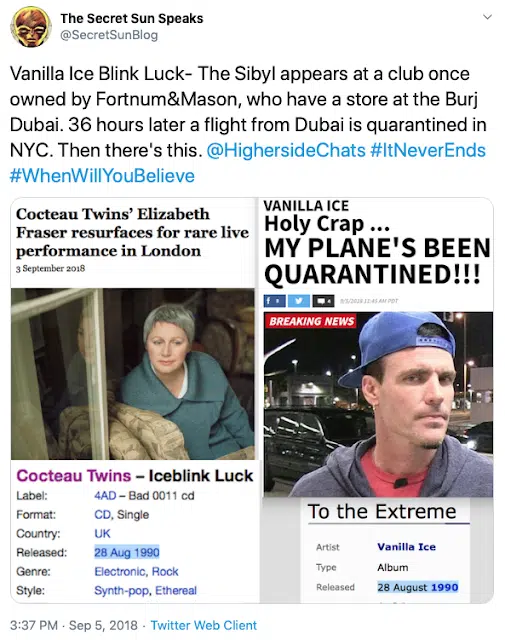 The Secret Sun Speaks
@SecretSunBlog
Vanilla Ice Blink Luck- The Sibyl appears at a club once
owned by Fortnum&Mason, who have a store at the Burj
Dubai. 36 hours later a flight from Dubai is quarantined in
NYC. Then there's this. @HighersideChats #ItNeverEnds
#WhenWillYouBelieve
Cocteau Twins' Elizabeth
Fraser resurfaces for rare live
performance in London
3 September 2018
Cocteau Twins – Iceblink Luck
Label: 4AD – Bad 0011 cd
Format: CD, Single
Country: UK
Released: 28 Aug 1990
Genre: Electronic, Rock
Style: Synth-pop, Ethereal
VANILLA ICE
Holy Crap ...
MY PLANE'S BEEN
QUARANTINED!!!
9/5/2018 12:45 AM PDT
BREAKING NEWS
To the Extreme
Artist Vanilla Ice
Type Album
Released 28 August 1990
3:37 PM · Sep 5, 2018 · Twitter Web Client